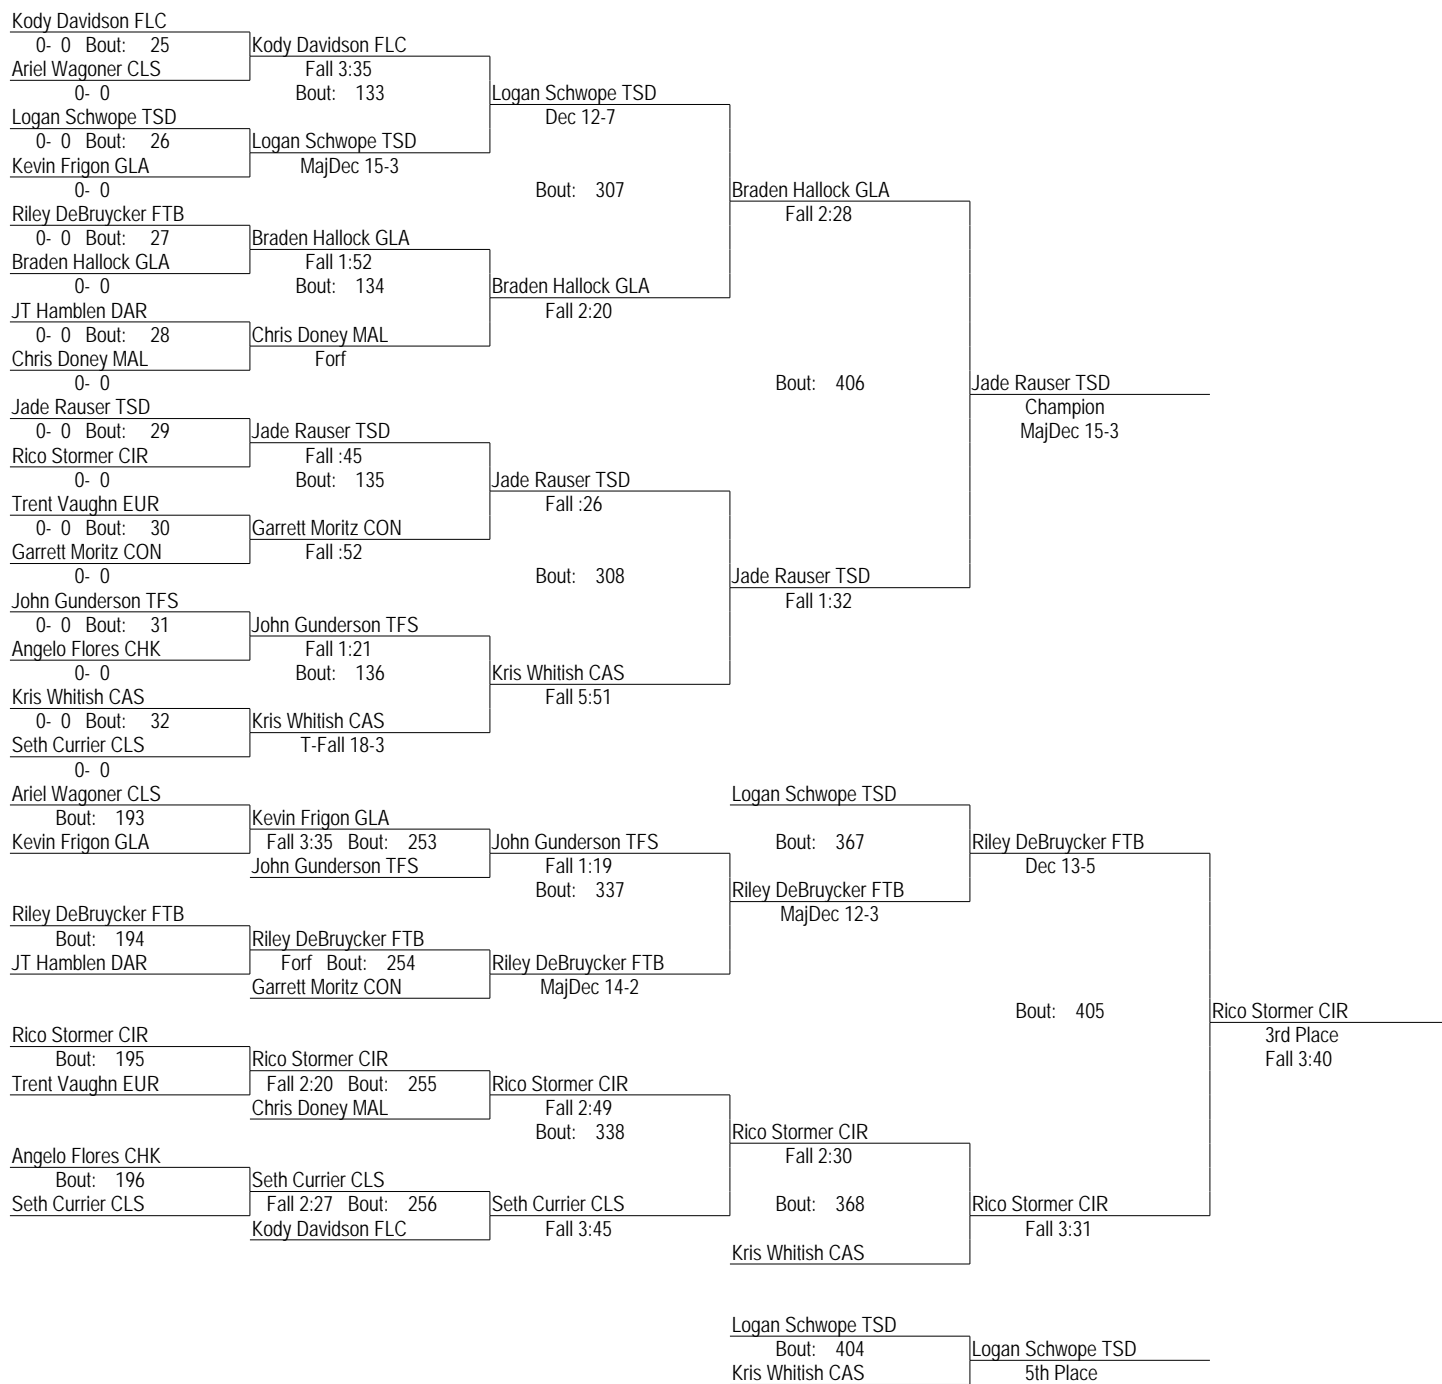 Kody Davidson FLC
0- 0 Bout: 25 Kody Davidson FLC
Ariel Wagoner CLS Fall 3:35
0- 0 Bout: 133 Logan Schwope TSD
Logan Schwope TSD Dec 12-7
0- 0 Bout: 26 Logan Schwope TSD
Kevin Frigon GLA MajDec 15-3
0- 0 Bout: 307 Braden Hallock GLA
Riley DeBruycker FTB Fall 2:28
0- 0 Bout: 27 Braden Hallock GLA
Braden Hallock GLA Fall 1:52
0- 0 Bout: 134 Braden Hallock GLA
JT Hamblen DAR Fall 2:20
0- 0 Bout: 28 Chris Doney MAL
Chris Doney MAL Forf
0- 0 Bout: 406 Jade Rauser TSD
Jade Rauser TSD Champion
0- 0 Bout: 29 Jade Rauser TSD MajDec 15-3
Rico Stormer CIR Fall :45
0- 0 Bout: 135 Jade Rauser TSD
Trent Vaughn EUR Fall :26
0- 0 Bout: 30 Garrett Moritz CON
Garrett Moritz CON Fall :52
0- 0 Bout: 308 Jade Rauser TSD
John Gunderson TFS Fall 1:32
0- 0 Bout: 31 John Gunderson TFS
Angelo Flores CHK Fall 1:21
0- 0 Bout: 136 Kris Whitish CAS
Kris Whitish CAS Fall 5:51
0- 0 Bout: 32 Kris Whitish CAS
Seth Currier CLS T-Fall 18-3
0- 0
Ariel Wagoner CLS Logan Schwope TSD
Bout: 193 Kevin Frigon GLA
Kevin Frigon GLA Fall 3:35 Bout: 253 John Gunderson TFS Bout: 367 Riley DeBruycker FTB
John Gunderson TFS Fall 1:19 Dec 13-5
Bout: 337 Riley DeBruycker FTB
Riley DeBruycker FTB MajDec 12-3
Bout: 194 Riley DeBruycker FTB
JT Hamblen DAR Forf Bout: 254 Riley DeBruycker FTB
Garrett Moritz CON MajDec 14-2
Bout: 405 Rico Stormer CIR
Rico Stormer CIR 3rd Place
Bout: 195 Rico Stormer CIR Fall 3:40
Trent Vaughn EUR Fall 2:20 Bout: 255 Rico Stormer CIR
Chris Doney MAL Fall 2:49
Bout: 338 Rico Stormer CIR
Angelo Flores CHK Fall 2:30
Bout: 196 Seth Currier CLS
Seth Currier CLS Fall 2:27 Bout: 256 Seth Currier CLS Bout: 368 Rico Stormer CIR
Kody Davidson FLC Fall 3:45 Fall 3:31
Kris Whitish CAS
Logan Schwope TSD
Bout: 404 Logan Schwope TSD
Kris Whitish CAS 5th Place